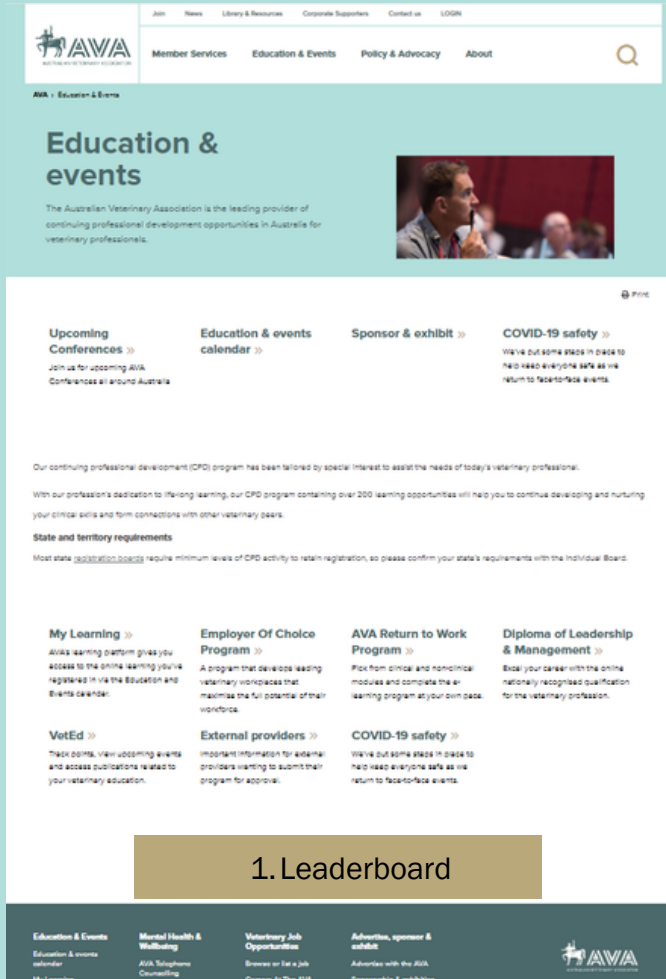 Join News Library & Resources Corporate Supporters Contact us LOGIN
AVA
AUSTRALIAN VETERINARY ASSOCIATION
Member Services Education & Events Policy & Advocacy About
AVA › Education & Events
Education &
events
The Australian Veterinary Association is the leading provider of
continuing professional development opportunities in Australia for
veterinary professionals.
Print
Upcoming
Conferences »
Join us for upcoming AVA
Conferences all around Australia
Education & events
calendar »
Sponsor & exhibit »
COVID-19 safety »
We've put some steps in place to
help keep everyone safe as we
return to face-to-face events.
Our continuing professional development (CPD) program has been tailored by special interest to assist the needs of today's veterinary professional.
With our profession's dedication to life-long learning, our CPD program containing over 200 learning opportunities will help you to continue developing and nurturing
your clinical skills and form connections with other veterinary peers.
State and territory requirements
Most state registration boards require minimum levels of CPD activity to retain registration, so please confirm your state's requirements with the Individual Board.
My Learning »
AVA's learning platform gives you
access to the online learning you've
registered in via the Education and
Events calendar.
Employer Of Choice
Program »
A program that develops leading
veterinary workplaces that
maximise the full potential of their
workforce.
AVA Return to Work
Program »
Pick from clinical and non-clinical
modules and complete the e-
learning program at your own pace.
Diploma of Leadership
& Management »
Excel your career with the online
nationally recognised qualification
for the veterinary profession.
VetEd »
Track points, view upcoming events
and access publications related to
your veterinary education.
External providers »
Important information for external
providers wanting to submit their
program for approval.
COVID-19 safety »
We've put some steps in place to
help keep everyone safe as we
return to face-to-face events.
1. Leaderboard
Education & Events
Education & events
calendar
My Learning
Mental Health &
Wellbeing
AVA Telephone
Counselling
Veterinary Job
Opportunities
Browse or list a job
Advertise, sponsor &
exhibit
Advertise with the AVA
AVA
AUSTRALIAN VETERINARY ASSOCIATION